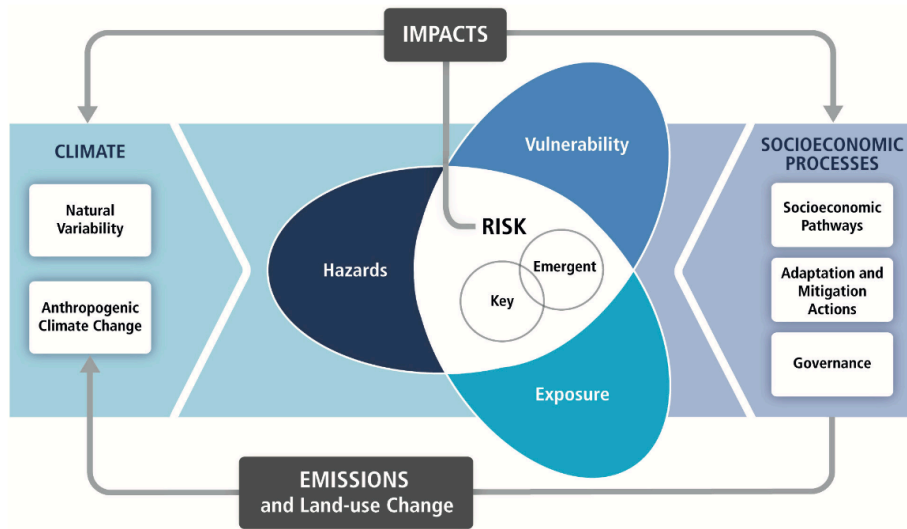 IMPACTS
CLIMATE
Natural
Variability
Anthropogenic
Climate Change
Vulnerability
Hazards
RISK
Emergent
Key
Exposure
SOCIOECONOMIC
PROCESSES
Socioeconomic
Pathways
Adaptation and
Mitigation
Actions
Governance
EMISSIONS
and Land-use Change